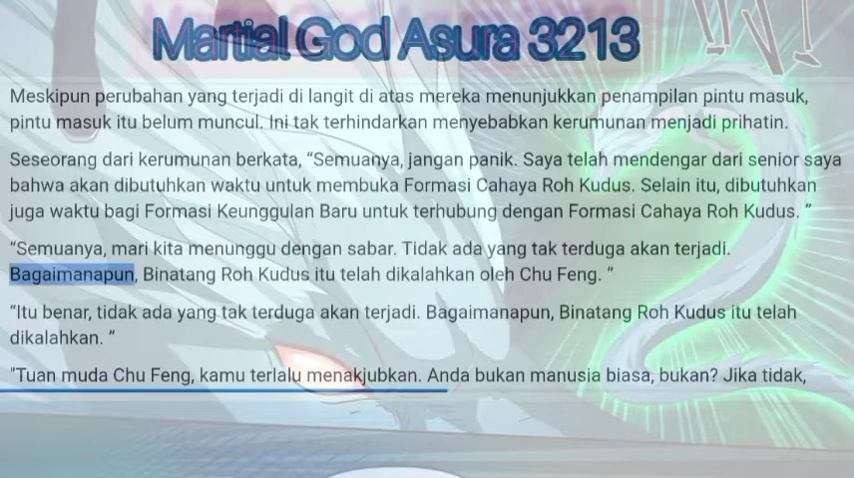 Martial God Asura 3213
Meskipun perubahan yang terjadi di langit di atas mereka menunjukkan penampilan pintu masuk,
pintu masuk itu belum muncul. Ini tak terhindarkan menyebabkan kerumunan menjadi prihatin.
Seseorang dari kerumunan berkata, “Semuanya, jangan panik. Saya telah mendengar dari senior saya
bahwa akan dibutuhkan waktu untuk membuka Formasi Cahaya Roh Kudus. Selain itu, dibutuhkan
juga waktu bagi Formasi Keunggulan Baru untuk terhubung dengan Formasi Cahaya Roh Kudus. ”
“Semuanya, mari kita menunggu dengan sabar. Tidak ada yang tak terduga akan terjadi.
Bagaimanapun, Binatang Roh Kudus itu telah dikalahkan oleh Chu Feng. ”
“Itu benar, tidak ada yang tak terduga akan terjadi. Bagaimanapun, Binatang Roh Kudus itu telah
dikalahkan. ”
"Tuan muda Chu Feng, kamu terlalu menakjubkan. Anda bukan manusia biasa, bukan? Jika tidak,